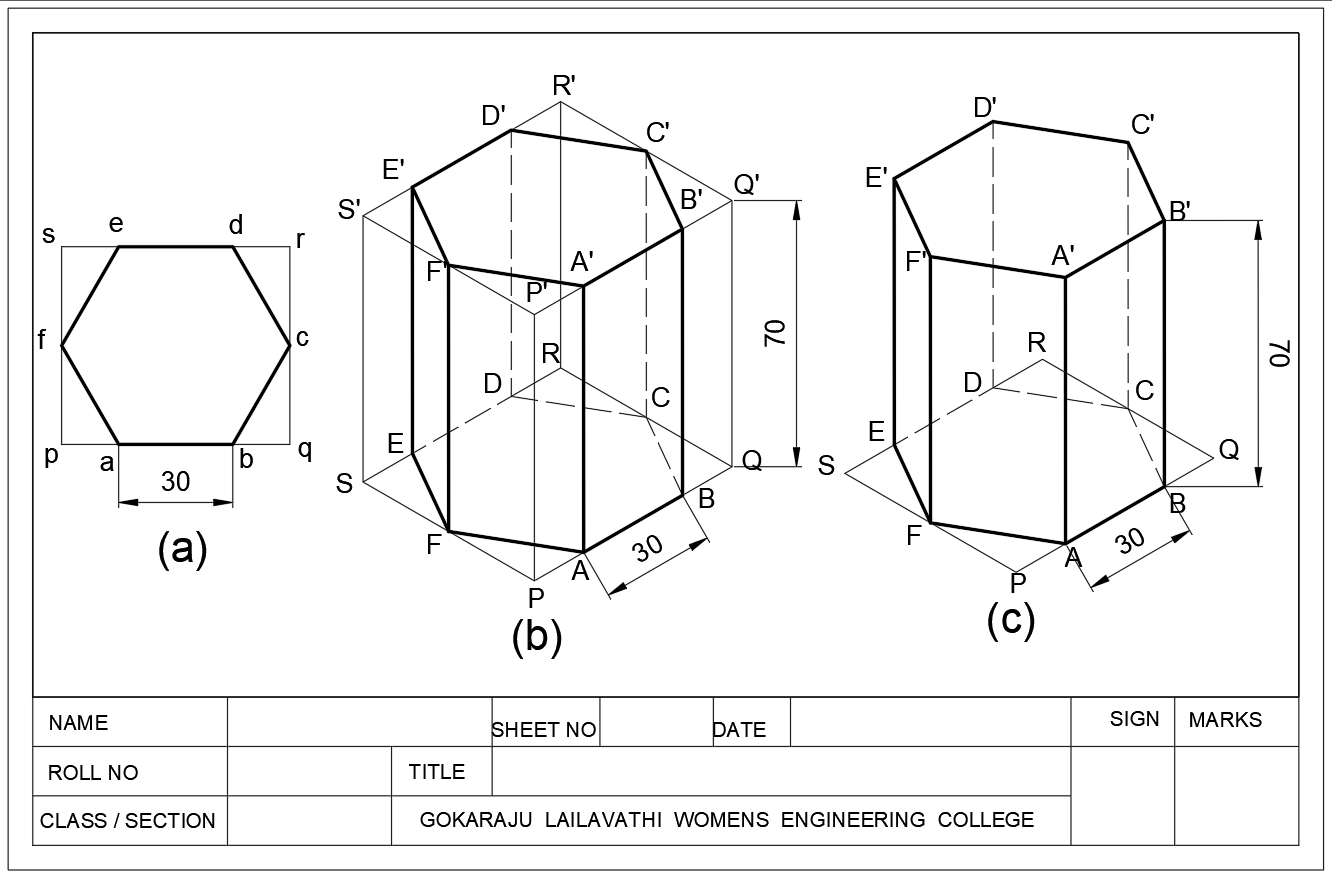 s e d r
f c
p a b q
30
(a)
R'
D' C'
E' Q'
S' B'
F' A'
P'
70
R
D C
E Q
S B
F A
30
P
(b)
D' C'
E' B'
F' A'
70
R
D C
E Q
S B
F A
30
P
(c)
NAME SHEET NO DATE SIGN MARKS
ROLL NO TITLE
CLASS / SECTION GOKARAJU LAILAVATHI WOMENS ENGINEERING COLLEGE